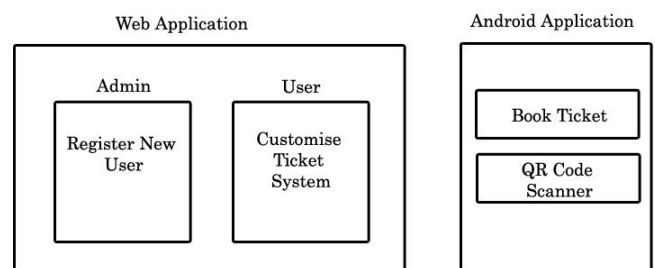 Web Application
Android Application
Admin
User
Register New
User
Customise
Ticket
System
Book Ticket
QR Code
Scanner